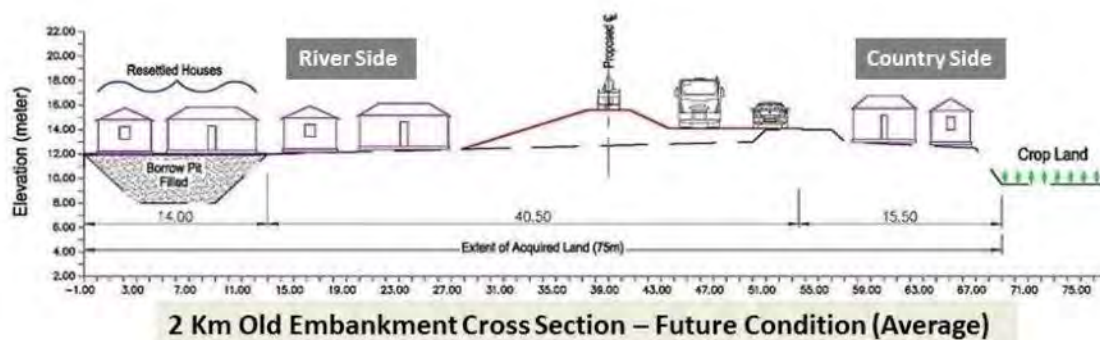 22.00
20.00
18.00
16.00
14.00
12.00
10.00
8.00
6.00
4.00
2.00
Elevation (meter)
River Side
Resettled Houses
Proposed ℄
Country Side
Borrow Pit
Filled
Crop Land
14.00
40.50
15.50
Extent of Acquired Land (75m)
-1.00 3.00 7.00 11.00 15.00 19.00 23.00 27.00 31.00 35.00 39.00 43.00 47.00 51.00 55.00 59.00 63.00 67.00 71.00 75.00
2 Km Old Embankment Cross Section – Future Condition (Average)